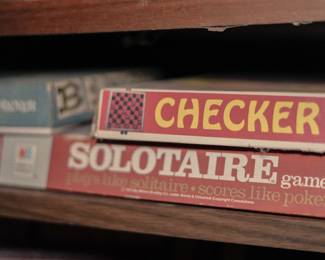 B
CHECKER
SOLOTAIRE game
plays like solitaire • scores like poker